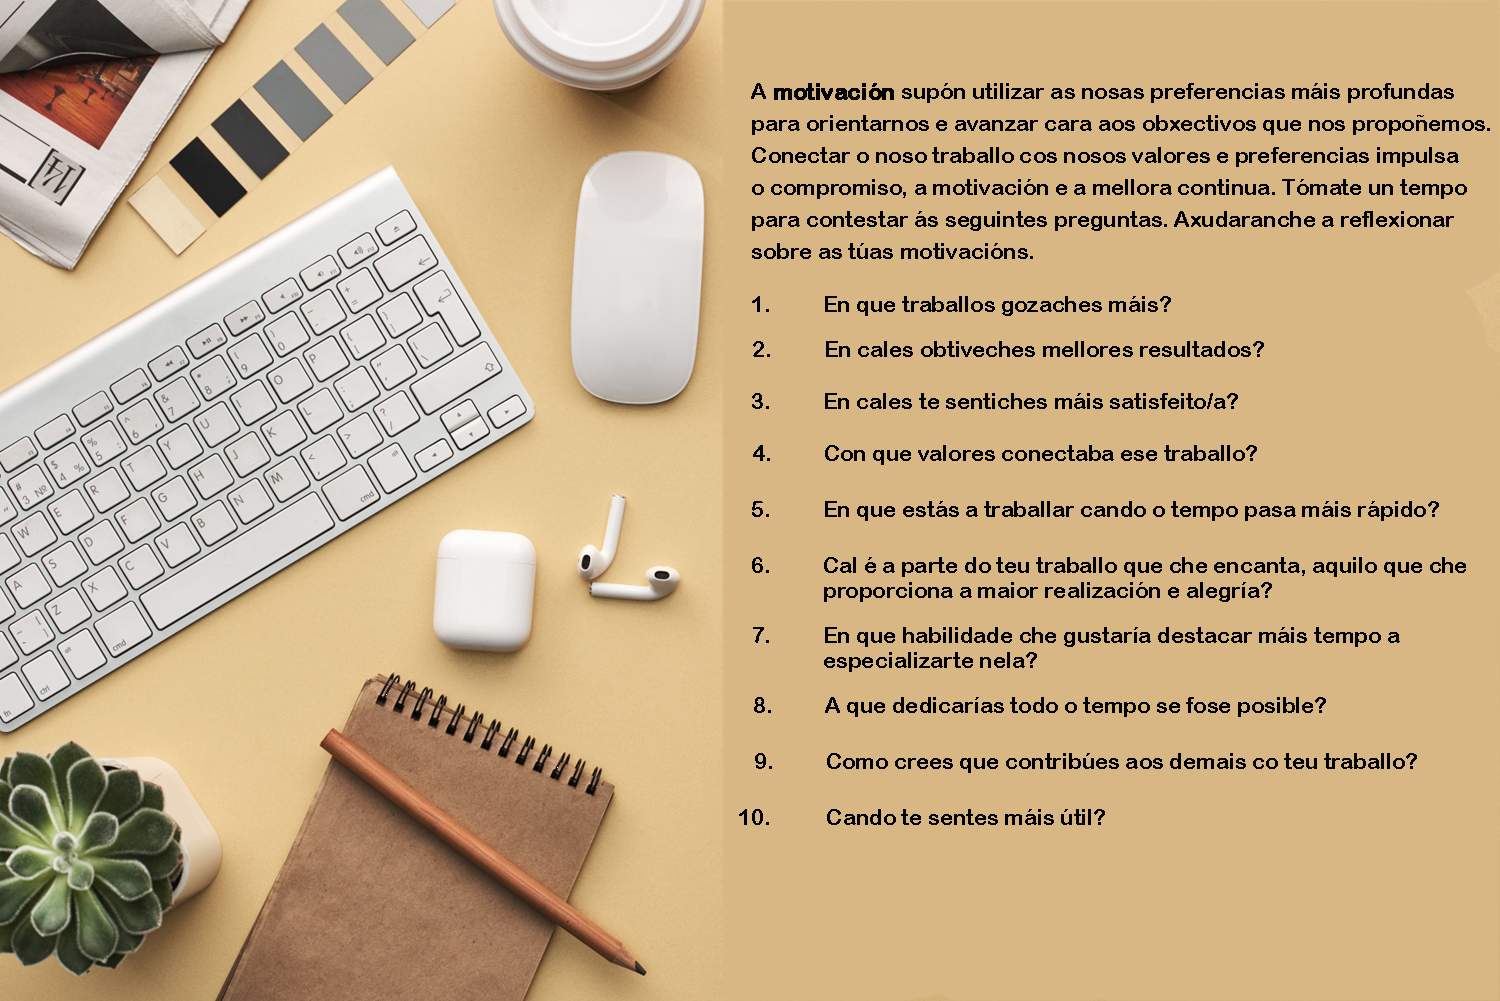 A motivación supón utilizar as nosas preferencias máis profundas
para orientarnos e avanzar cara aos obxectivos que nos propoñemos.
Conectar o noso traballo cos nosos valores e preferencias impulsa
o compromiso, a motivación e a mellora continua. Tómate un tempo
para contestar ás seguintes preguntas. Axudaranche a reflexionar
sobre as túas motivacións.
1. En que traballos gozaches máis?
2. En cales obtiveches mellores resultados?
3. En cales te sentiches máis satisfeito/a?
4. Con que valores conectaba ese traballo?
5. En que estás a traballar cando o tempo pasa máis rápido?
6. Cal é a parte do teu traballo que che encanta, aquilo que che
proporciona a maior realización e alegría?
7. En que habilidade che gustaría destacar máis tempo a
especializarte nela?
8. A que dedicarías todo o tempo se fose posible?
9. Como crees que contribúes aos demais co teu traballo?
10. Cando te sentes máis útil?